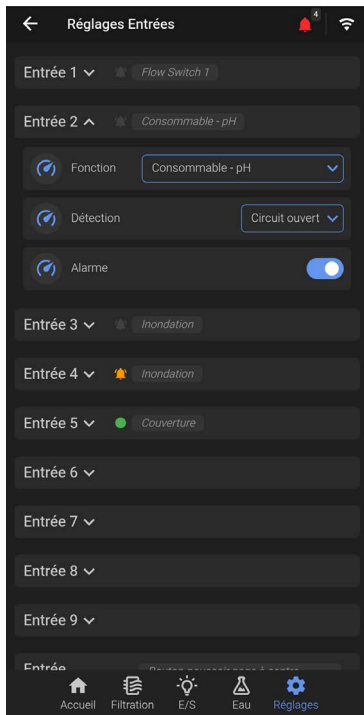 Réglages Entrées 4
Entrée 1 Flow Switch 1
Entrée 2 Consommable - pH
Fonction Consommable - pH
Détection Circuit ouvert
Alarme
Entrée 3 Inondation
Entrée 4 Inondation
Entrée 5 Couverture
Entrée 6
Entrée 7
Entrée 8
Entrée 9
Entrée
Accueil Filtration E/S Eau Réglages